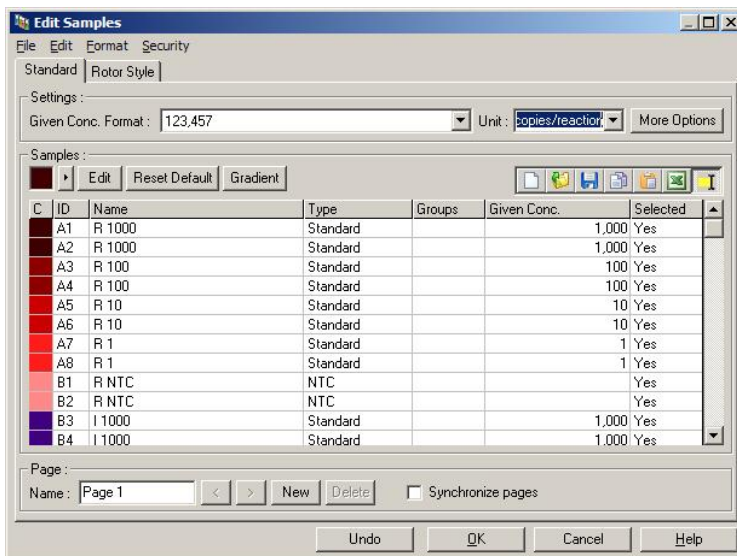 Edit Samples
File Edit Format Security
Standard Rotor Style
Settings :
Given Conc. Format : 123,457 Unit : copies/reaction More Options
Samples :
Edit Reset Default Gradient
C ID Name Type Groups Given Conc. Selected
A1 R 1000 Standard 1,000 Yes
A2 R 1000 Standard 1,000 Yes
A3 R 100 Standard 100 Yes
A4 R 100 Standard 100 Yes
A5 R 10 Standard 10 Yes
A6 R 10 Standard 10 Yes
A7 R 1 Standard 1 Yes
A8 R 1 Standard 1 Yes
B1 R NTC NTC Yes
B2 R NTC NTC Yes
B3 I 1000 Standard 1,000 Yes
B4 I 1000 Standard 1,000 Yes
Page :
Name : Page 1 < > New Delete Synchronize pages
Undo OK Cancel Help